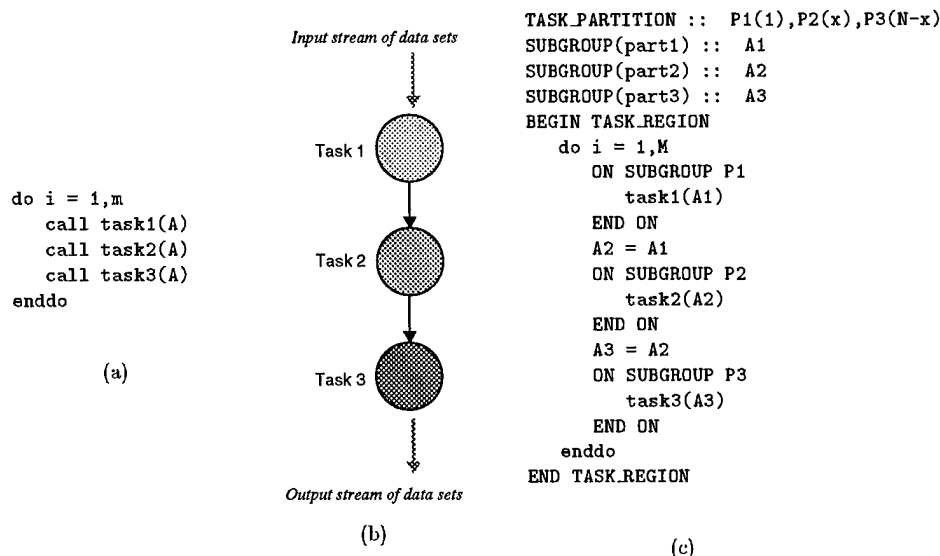 do i = 1,m
call task1(A)
call task2(A)
call task3(A)
enddo
(a)
Input stream of data sets
Task 1
Task 2
Task 3
Output stream of data sets
(b)
TASK_PARTITION :: P1(1),P2(x),P3(N-x)
SUBGROUP(part1) :: A1
SUBGROUP(part2) :: A2
SUBGROUP(part3) :: A3
BEGIN TASK_REGION
do i = 1,M
ON SUBGROUP P1
task1(A1)
END ON
A2 = A1
ON SUBGROUP P2
task2(A2)
END ON
A3 = A2
ON SUBGROUP P3
task3(A3)
END ON
enddo
END TASK_REGION
(c)